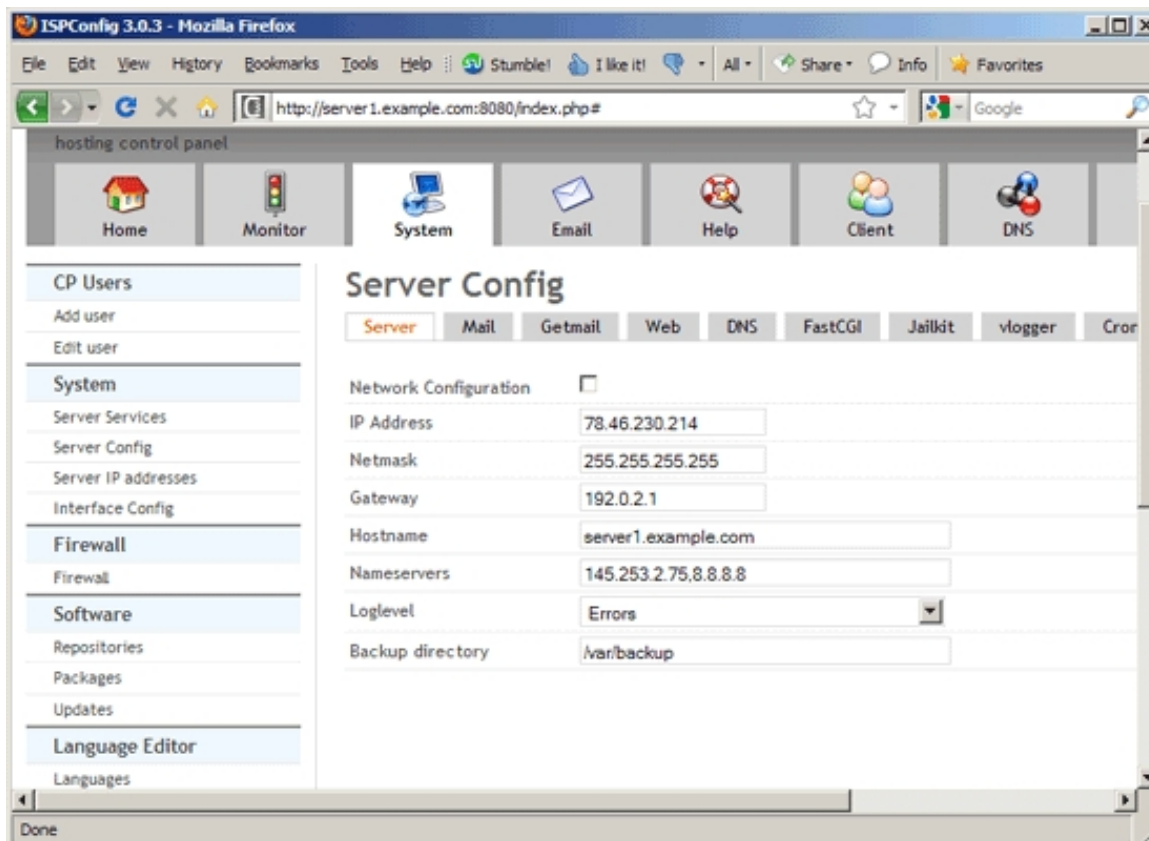 ISPConfig 3.0.3 - Mozilla Firefox
File Edit View History Bookmarks Tools Help Stumble! I like it! All Share Info Favorites
http://server1.example.com:8080/index.php# Google
hosting control panel
Home Monitor System Email Help Client DNS
CP Users
Add user
Edit user
System
Server Services
Server Config
Server IP addresses
Interface Config
Firewall
Firewall
Software
Repositories
Packages
Updates
Language Editor
Languages
Server Config
Server Mail Getmail Web DNS FastCGI Jailkit vlogger Cron
Network Configuration
IP Address 78.46.230.214
Netmask 255.255.255.255
Gateway 192.0.2.1
Hostname server1.example.com
Nameservers 145.253.2.75,8.8.8.8
Loglevel Errors
Backup directory /var/backup
Done